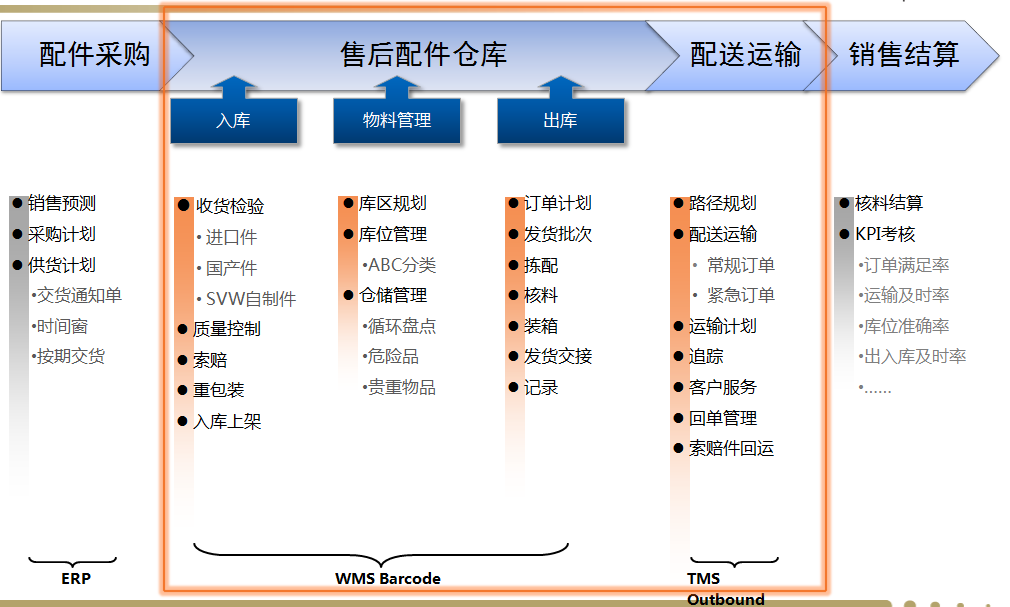 配件采购
售后配件仓库
配送运输
销售结算
入库
物料管理
出库
销售预测
采购计划
供货计划
•交货通知单
•时间窗
•按期交货
收货检验
• 进口件
• 国产件
• SVW自制件
质量控制
索赔
重包装
入库上架
库区规划
库位管理
•ABC分类
仓储管理
•循环盘点
•危险品
•贵重物品
订单计划
发货批次
拣配
核料
装箱
发货交接
记录
路径规划
配送运输
• 常规订单
• 紧急订单
运输计划
追踪
客户服务
回单管理
索赔件回运
核料结算
KPI考核
•订单满足率
•运输及时率
•库位准确率
•出入库及时率
•......
ERP
WMS Barcode
TMS
Outbound